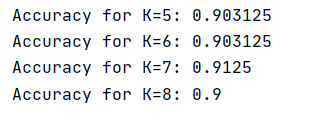 Accuracy for K=5: 0.903125
Accuracy for K=6: 0.903125
Accuracy for K=7: 0.9125
Accuracy for K=8: 0.9